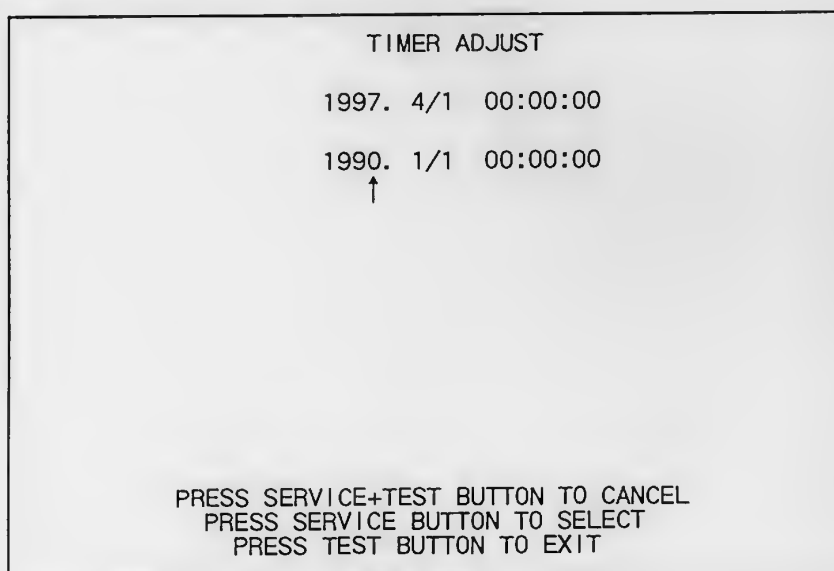 TIMER ADJUST
1997. 4/1 00:00:00
1990. 1/1 00:00:00
↑
PRESS SERVICE+TEST BUTTON TO CANCEL
PRESS SERVICE BUTTON TO SELECT
PRESS TEST BUTTON TO EXIT